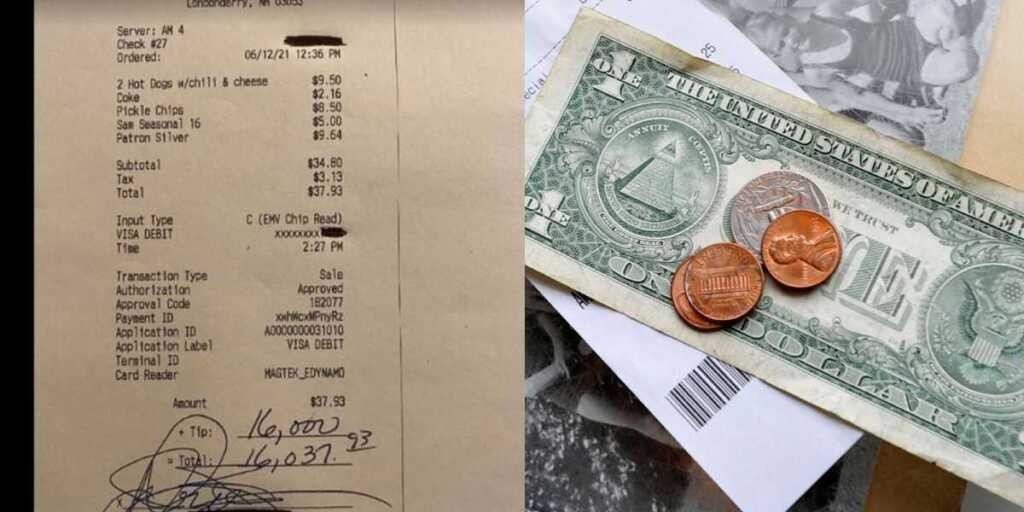 Londonderry, NH 03053
Server: AM 4
Check #27
Ordered: 06/12/21 12:36 PM
2 Hot Dogs w/chili & cheese $9.50
Coke $2.16
Pickle Chips $8.50
Sam Seasonal 16 $5.00
Patron Silver $9.64
Subtotal $34.80
Tax $3.13
Total $37.93
Input Type C (EMV Chip Read)
VISA DEBIT xxxxxxxx
Time 2:27 PM
Transaction Type Sale
Authorization Approved
Approval Code 182077
Payment ID xwhWcxMPnyRz
Application ID A0000000031010
Application Label VISA DEBIT
Terminal ID
Card Reader MAGTEK_EDYNAMO
Amount $37.93
+ Tip: 16,000
= Total: 16,037.93
25
ONE
THE UNITED STATES OF AMERICA
ANNUIT COEPTIS
WE TRUST
ONE
ONE
ONE DOLLAR